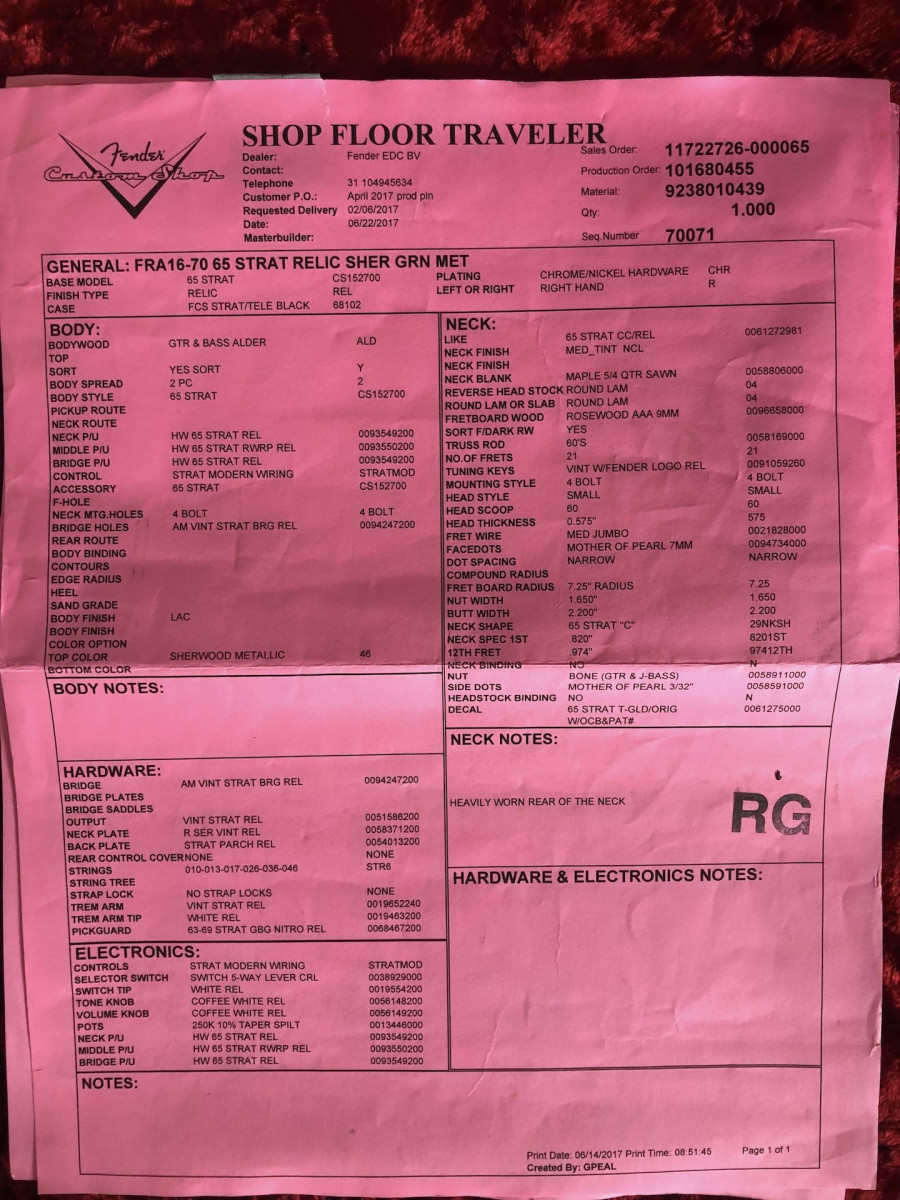 Fender
Custom Shop
SHOP FLOOR TRAVELER
Dealer: Fender EDC BV
Contact:
Telephone 31 104945634
Customer P.O.: April 2017 prod pln
Requested Delivery 02/06/2017
Date: 06/22/2017
Masterbuilder:
Sales Order: 11722726-000065
Production Order: 101680455
Material: 9238010439
Qty: 1.000
Seq.Number 70071
GENERAL: FRA16-70 65 STRAT RELIC SHER GRN MET
BASE MODEL 65 STRAT CS152700
FINISH TYPE RELIC REL
CASE FCS STRAT/TELE BLACK 68102
PLATING CHROME/NICKEL HARDWARE CHR
LEFT OR RIGHT RIGHT HAND R
BODY:
BODYWOOD GTR & BASS ALDER ALD
TOP
SORT YES SORT Y
BODY SPREAD 2 PC 2
BODY STYLE 65 STRAT CS152700
PICKUP ROUTE
NECK ROUTE
NECK P/U HW 65 STRAT REL 0093549200
MIDDLE P/U HW 65 STRAT RWRP REL 0093550200
BRIDGE P/U HW 65 STRAT REL 0093549200
CONTROL STRAT MODERN WIRING STRATMOD
ACCESSORY 65 STRAT CS152700
F-HOLE
NECK MTG.HOLES 4 BOLT 4 BOLT
BRIDGE HOLES AM VINT STRAT BRG REL 0094247200
REAR ROUTE
BODY BINDING
CONTOURS
EDGE RADIUS
HEEL
SAND GRADE
BODY FINISH LAC
BODY FINISH
COLOR OPTION
TOP COLOR SHERWOOD METALLIC 46
BOTTOM COLOR
BODY NOTES:
HARDWARE:
BRIDGE AM VINT STRAT BRG REL 0094247200
BRIDGE PLATES
BRIDGE SADDLES
OUTPUT VINT STRAT REL 0051586200
NECK PLATE R SER VINT REL 0058371200
BACK PLATE STRAT PARCH REL 0054013200
REAR CONTROL COVER NONE NONE
STRINGS 010-013-017-026-036-046 STR6
STRING TREE
STRAP LOCK NO STRAP LOCKS NONE
TREM ARM VINT STRAT REL 0019652240
TREM ARM TIP WHITE REL 0019463200
PICKGUARD 63-69 STRAT GBG NITRO REL 0068467200
ELECTRONICS:
CONTROLS STRAT MODERN WIRING STRATMOD
SELECTOR SWITCH SWITCH 5-WAY LEVER CRL 0038929000
SWITCH TIP WHITE REL 0019554200
TONE KNOB COFFEE WHITE REL 0056148200
VOLUME KNOB COFFEE WHITE REL 0056149200
POTS 250K 10% TAPER SPILT 0013446000
NECK P/U HW 65 STRAT REL 0093549200
MIDDLE P/U HW 65 STRAT RWRP REL 0093550200
BRIDGE P/U HW 65 STRAT REL 0093549200
NECK:
LIKE 65 STRAT CC/REL 0061272981
NECK FINISH MED_TINT NCL
NECK FINISH
NECK BLANK MAPLE 5/4 QTR SAWN 0058806000
REVERSE HEAD STOCK ROUND LAM 04
ROUND LAM OR SLAB ROUND LAM 04
FRETBOARD WOOD ROSEWOOD AAA 9MM 0096658000
SORT F/DARK RW YES
TRUSS ROD 60'S 0058169000
NO.OF FRETS 21 21
TUNING KEYS VINT W/FENDER LOGO REL 0091059260
MOUNTING STYLE 4 BOLT 4 BOLT
HEAD STYLE SMALL SMALL
HEAD SCOOP 60 60
HEAD THICKNESS 0.575" 575
FRET WIRE MED JUMBO 0021828000
FACEDOTS MOTHER OF PEARL 7MM 0094734000
DOT SPACING NARROW NARROW
COMPOUND RADIUS
FRET BOARD RADIUS 7.25" RADIUS 7.25
NUT WIDTH 1.650" 1.650
BUTT WIDTH 2.200" 2.200
NECK SHAPE 65 STRAT "C" 29NKSH
NECK SPEC 1ST .820" 8201ST
12TH FRET .974" 97412TH
NECK BINDING NO N
NUT BONE (GTR & J-BASS) 0058911000
SIDE DOTS MOTHER OF PEARL 3/32" 0058591000
HEADSTOCK BINDING NO N
DECAL 65 STRAT T-GLD/ORIG 0061275000
W/OCB&PAT#
NECK NOTES:
HEAVILY WORN REAR OF THE NECK
RG
HARDWARE & ELECTRONICS NOTES:
NOTES:
Print Date: 06/14/2017 Print Time: 08:51:45 Page 1 of 1
Created By: GPEAL